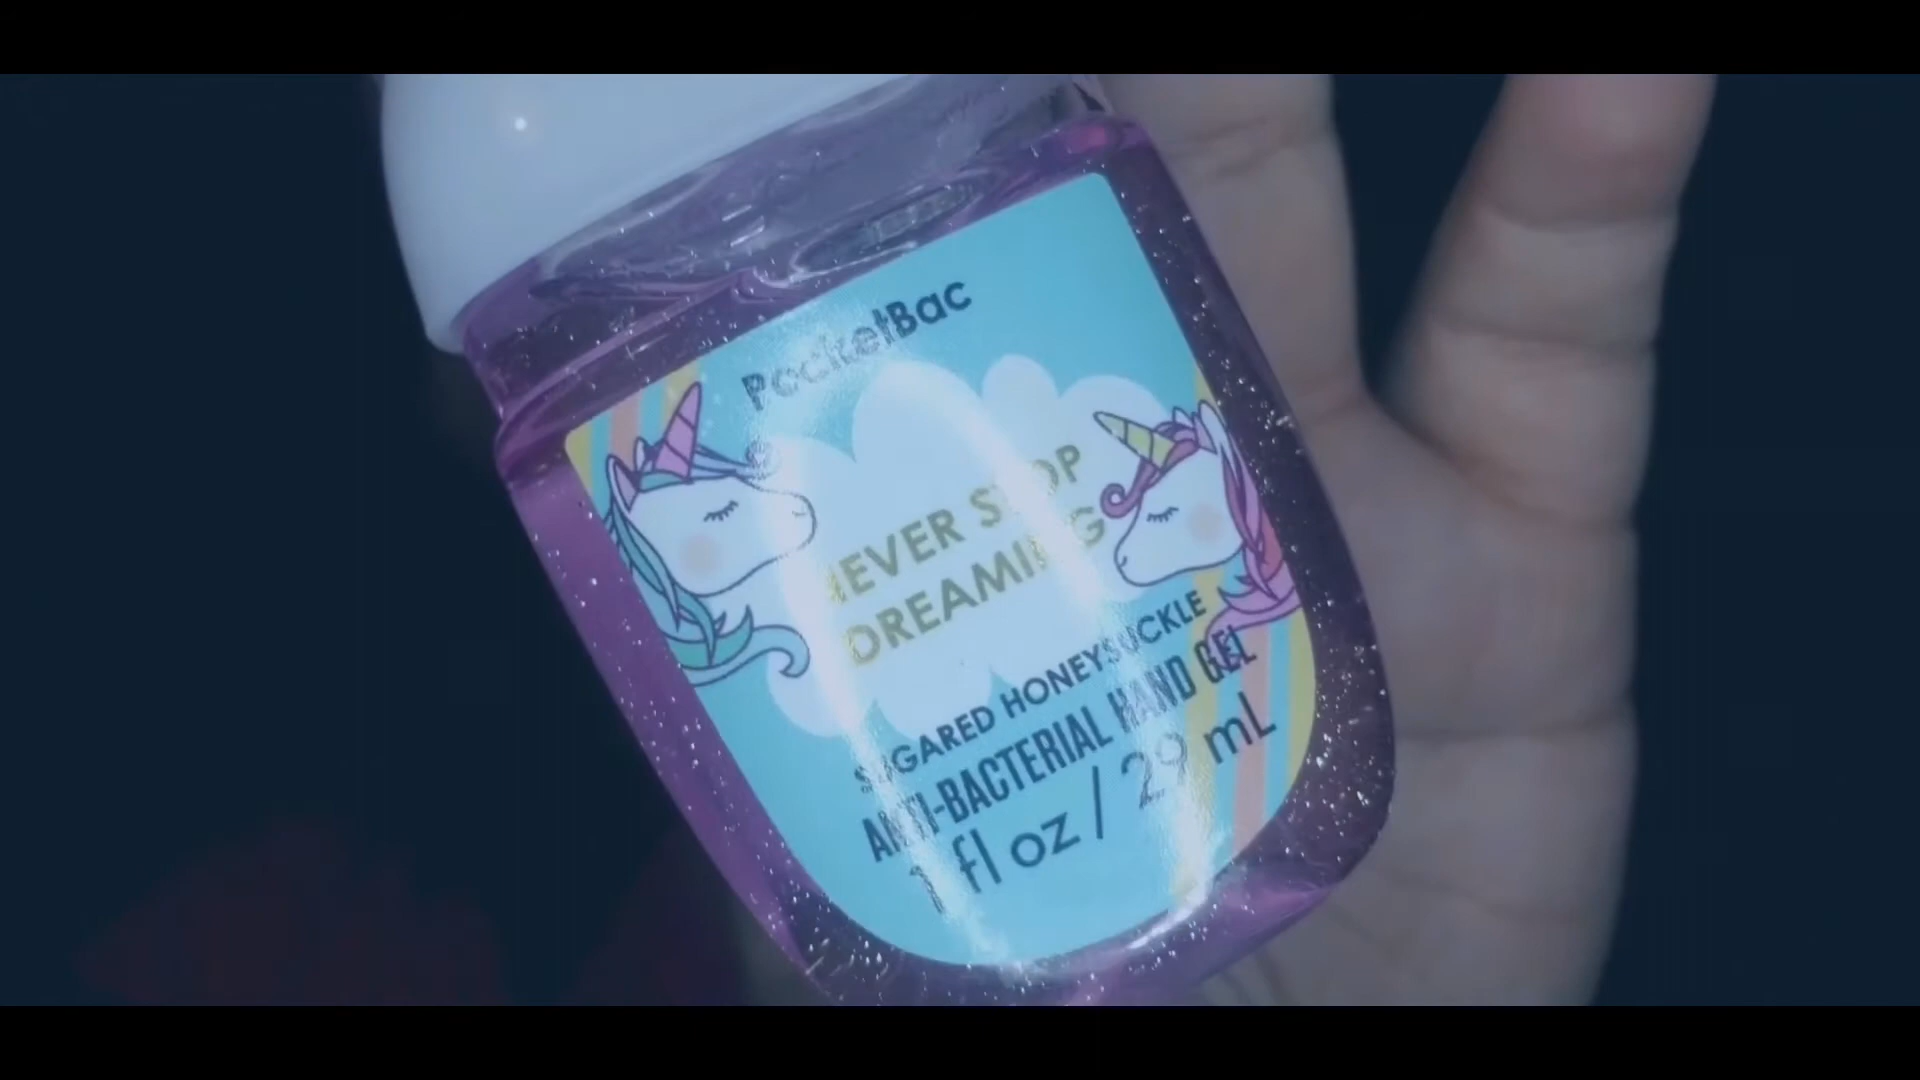 PocketBac
NEVER STOP
DREAMING
SUGARED HONEYSUCKLE
ANTI-BACTERIAL HAND GEL
1 fl oz / 29 mL